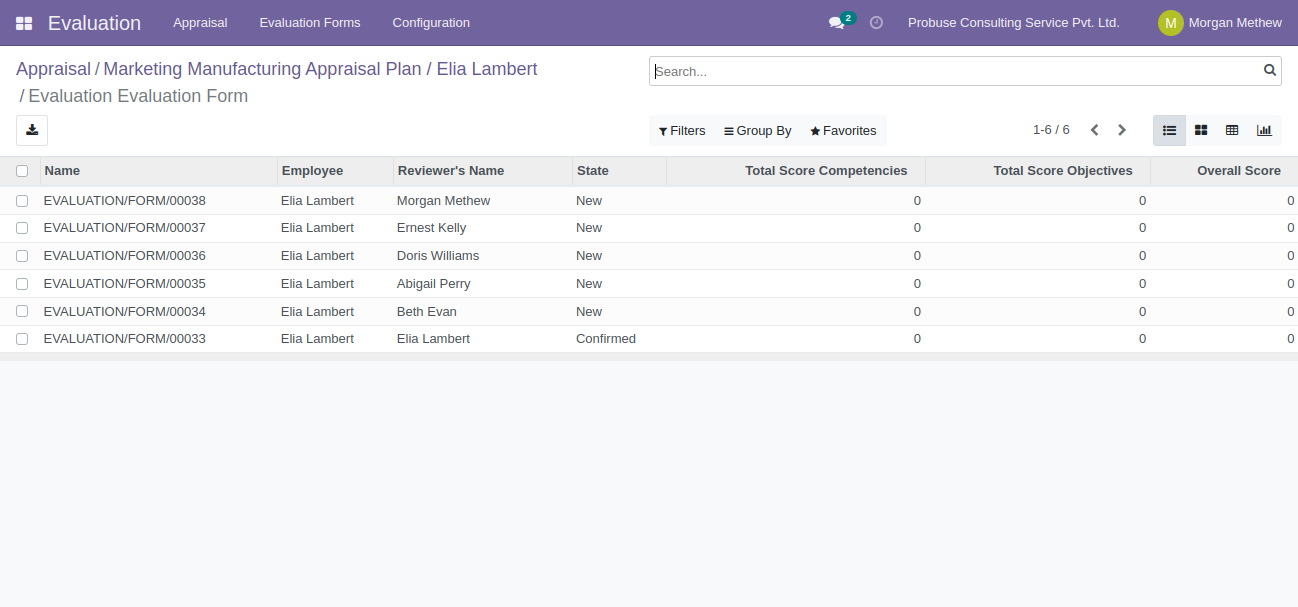 Evaluation Appraisal Evaluation Forms Configuration 2 Probuse Consulting Service Pvt. Ltd. M Morgan Methew
Appraisal / Marketing Manufacturing Appraisal Plan / Elia Lambert
/ Evaluation Evaluation Form
Search...
Filters Group By Favorites 1-6 / 6
Name Employee Reviewer's Name State Total Score Competencies Total Score Objectives Overall Score
EVALUATION/FORM/00038 Elia Lambert Morgan Methew New 0 0 0
EVALUATION/FORM/00037 Elia Lambert Ernest Kelly New 0 0 0
EVALUATION/FORM/00036 Elia Lambert Doris Williams New 0 0 0
EVALUATION/FORM/00035 Elia Lambert Abigail Perry New 0 0 0
EVALUATION/FORM/00034 Elia Lambert Beth Evan New 0 0 0
EVALUATION/FORM/00033 Elia Lambert Elia Lambert Confirmed 0 0 0